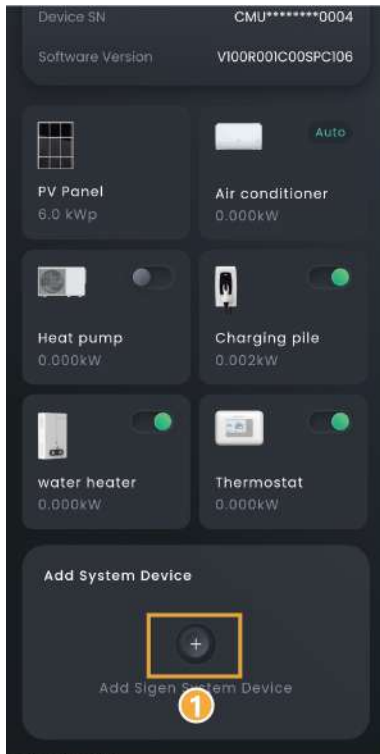 Device SN CMU********0004
Software Version V100R001C00SPC106
Auto
PV Panel Air conditioner
6.0 kWp 0.000kW
Heat pump Charging pile
0.000kW 0.002kW
water heater Thermostat
0.000kW 0.000kW
Add System Device
+
Add Sigen System Device
1